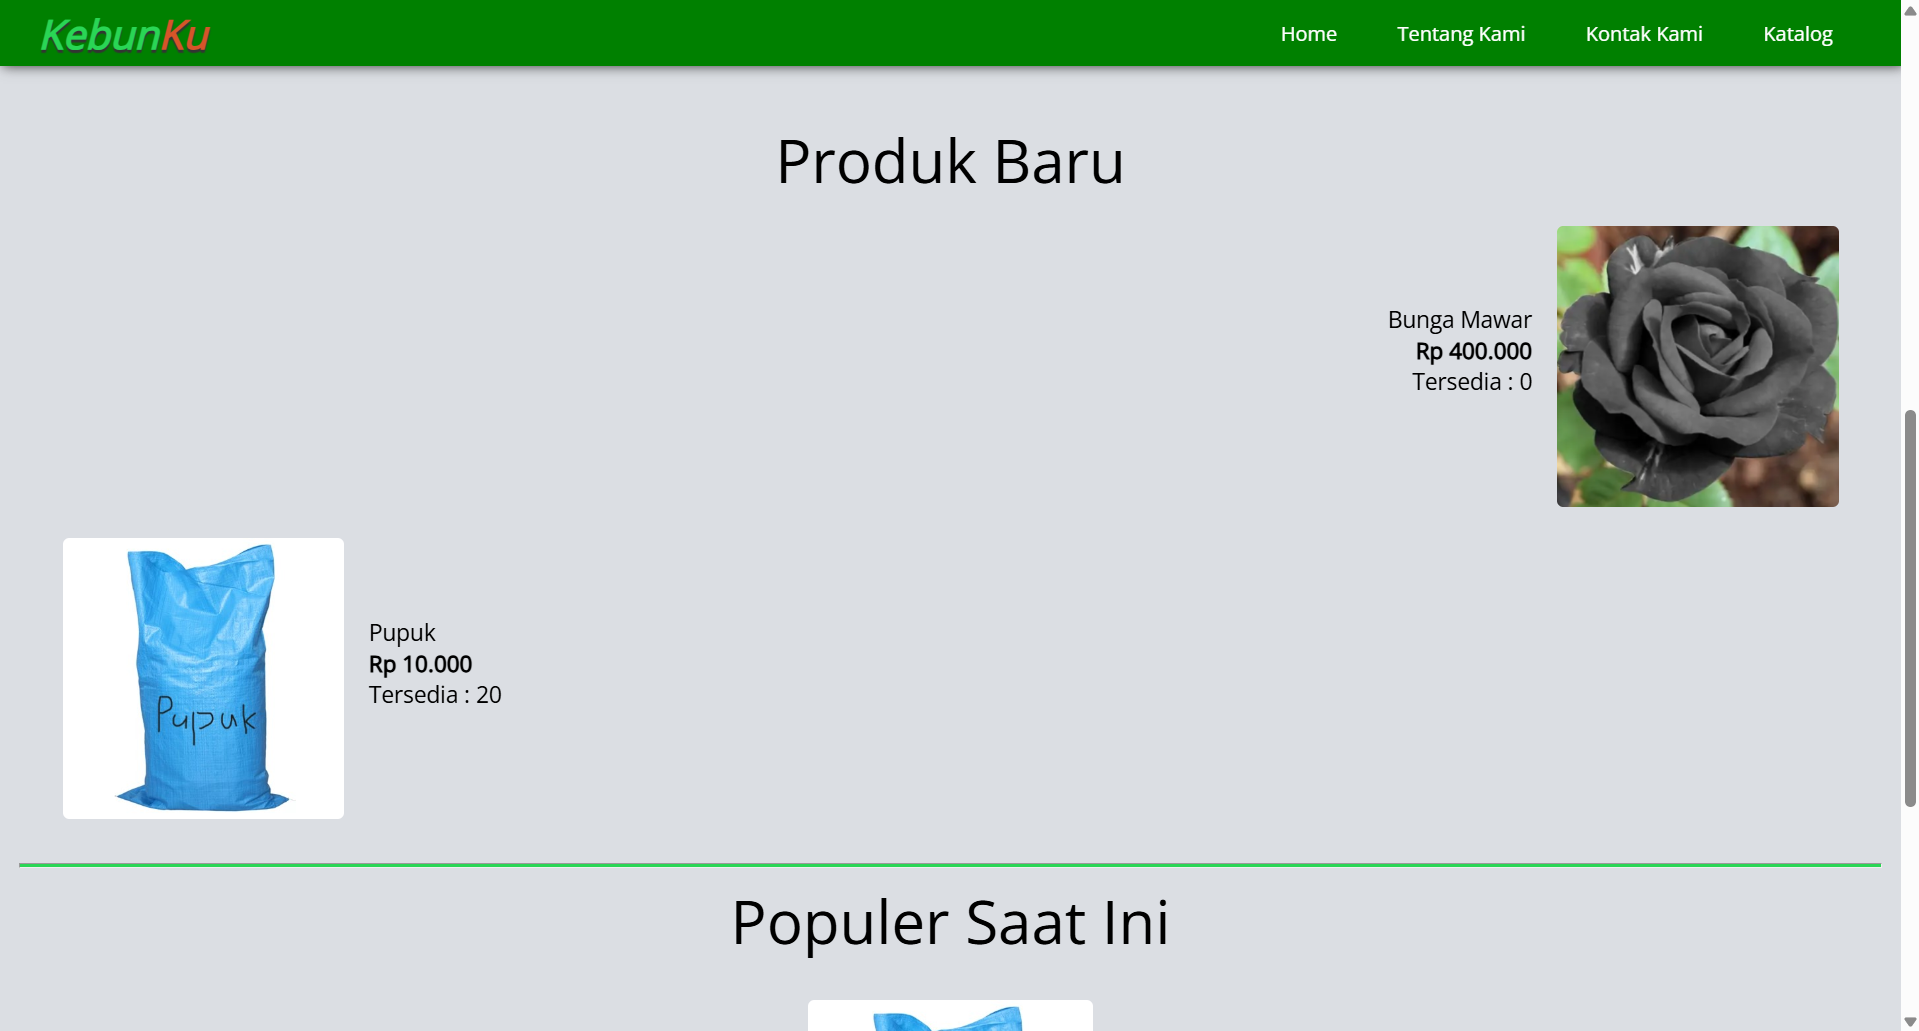 KebunKu
Home
Tentang Kami
Kontak Kami
Katalog
Produk Baru
Bunga Mawar
Rp 400.000
Tersedia : 0
Pupuk
Pupuk
Rp 10.000
Tersedia : 20
Populer Saat Ini